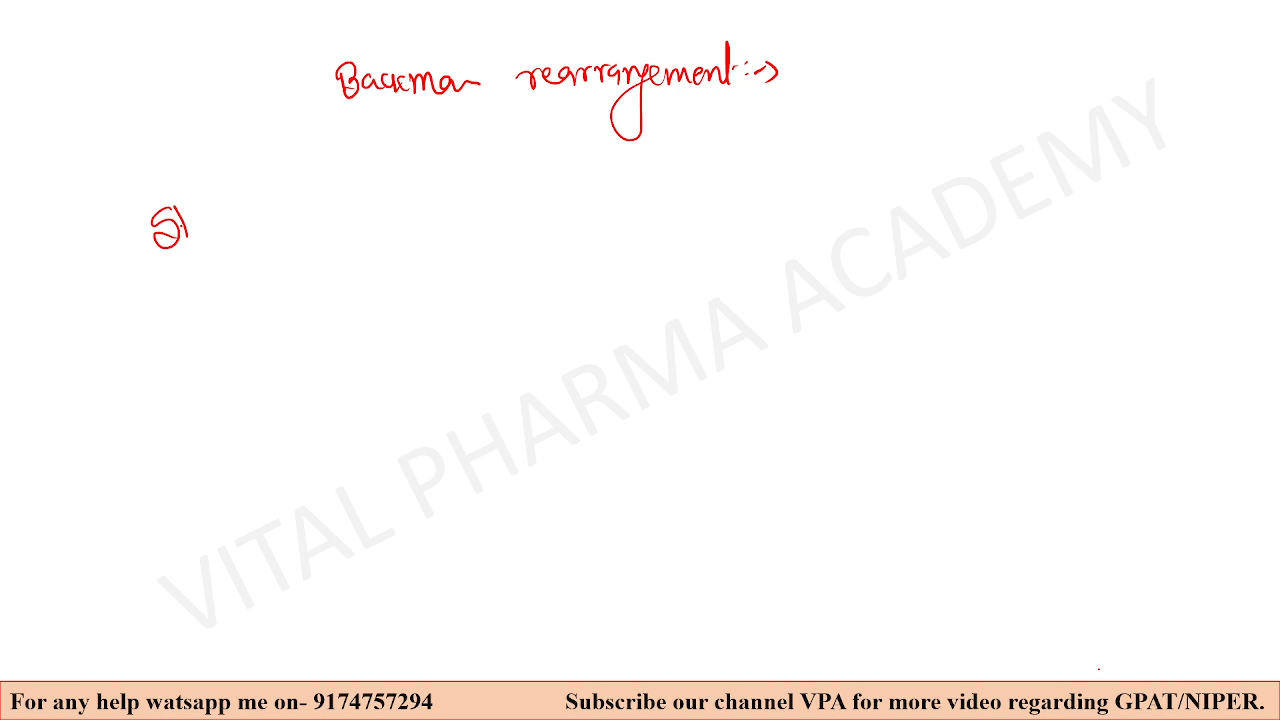 Backman rearrangement :->
VITAL PHARMA ACADEMY
For any help watsapp me on- 9174757294
Subscribe our channel VPA for more video regarding GPAT/NIPER.